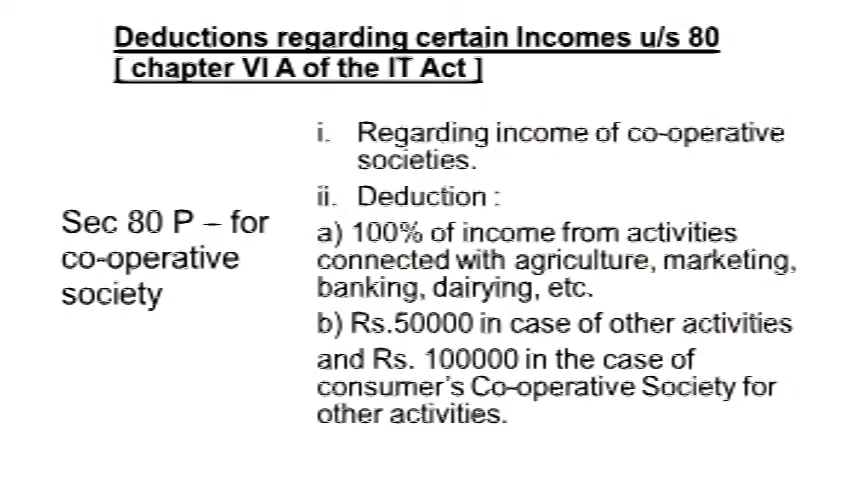 Deductions regarding certain Incomes u/s 80
[ chapter VI A of the IT Act ]
Sec 80 P – for
co-operative
society
i. Regarding income of co-operative
societies.
ii. Deduction :
a) 100% of income from activities
connected with agriculture, marketing,
banking, dairying, etc.
b) Rs.50000 in case of other activities
and Rs. 100000 in the case of
consumer's Co-operative Society for
other activities.